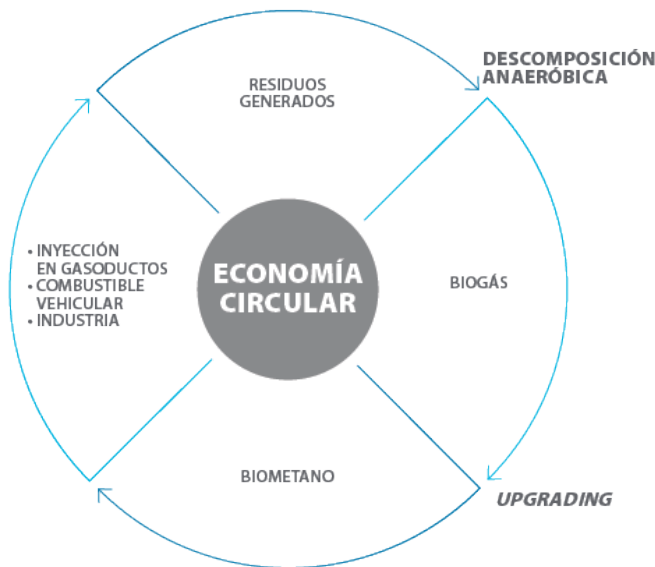 DESCOMPOSICIÓN
ANAERÓBICA
RESIDUOS
GENERADOS
• INYECCIÓN
EN GASODUCTOS
• COMBUSTIBLE
VEHICULAR
• INDUSTRIA
ECONOMÍA
CIRCULAR
BIOGÁS
BIOMETANO
UPGRADING